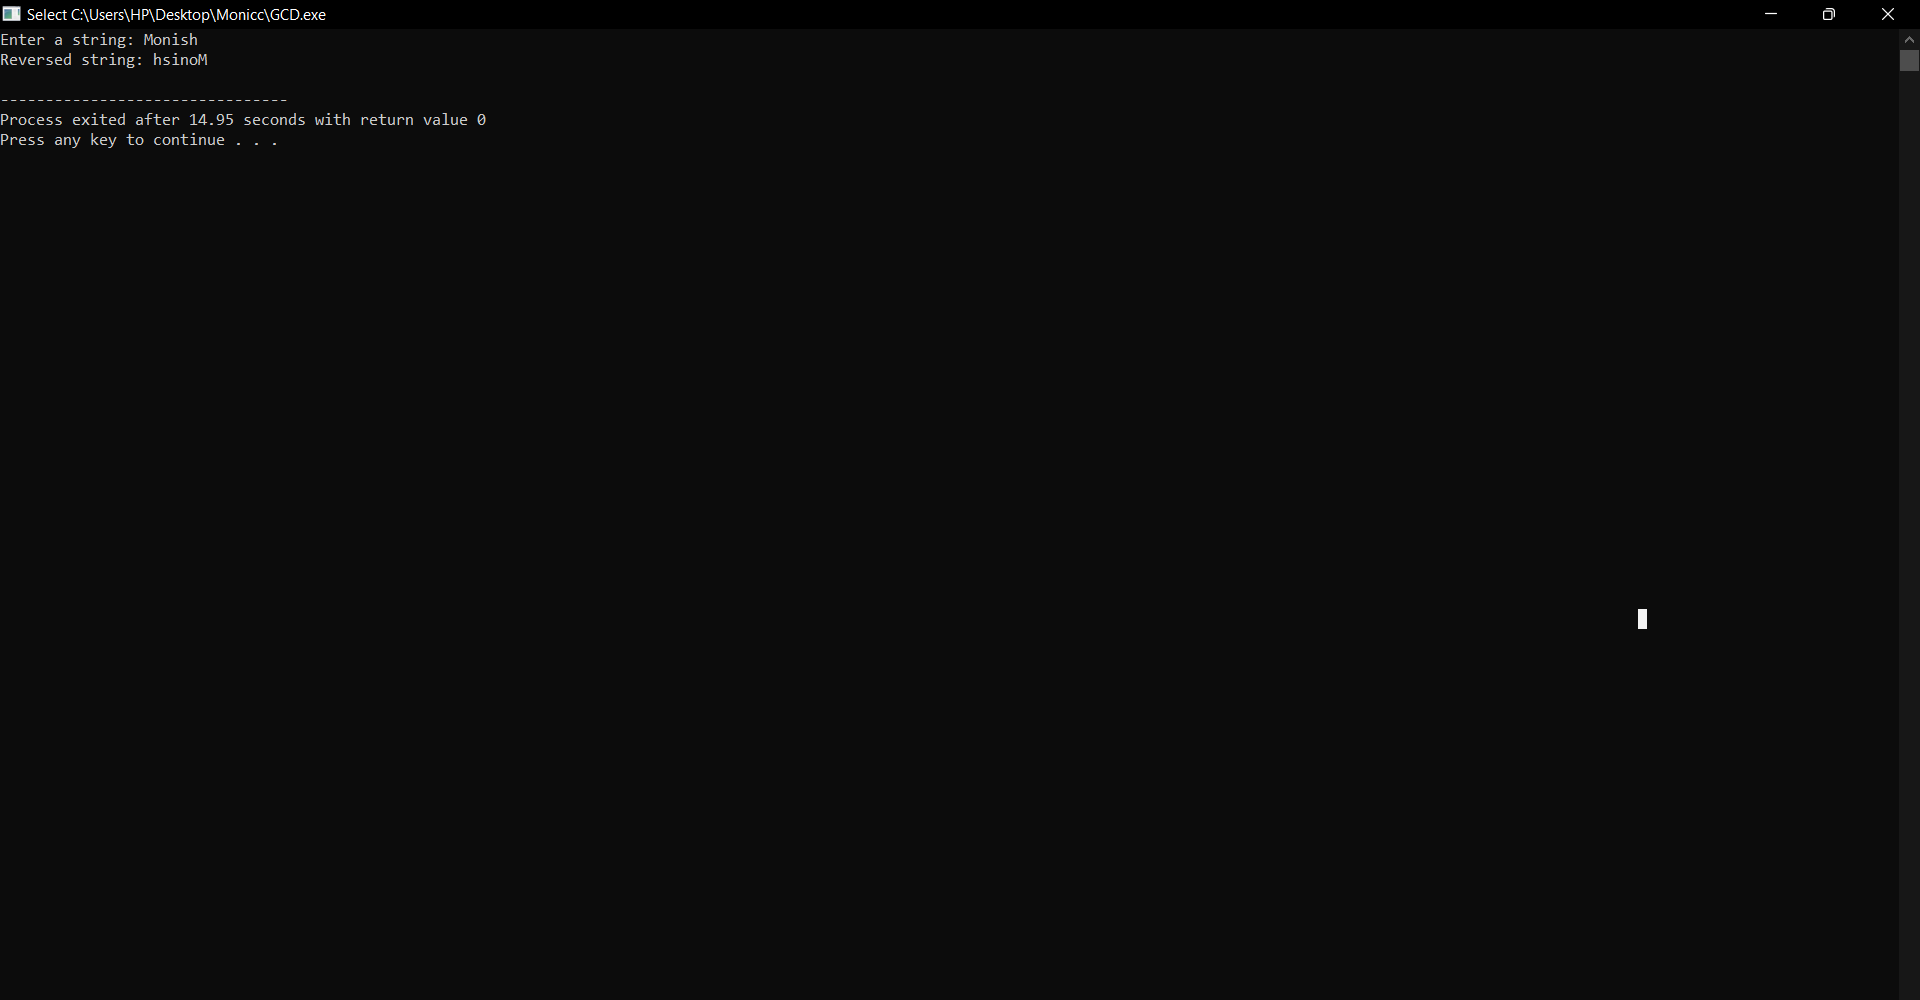 Select C:\Users\HP\Desktop\Monicc\GCD.exe
Enter a string: Monish
Reversed string: hsinoM
--------------------------------
Process exited after 14.95 seconds with return value 0
Press any key to continue . . .